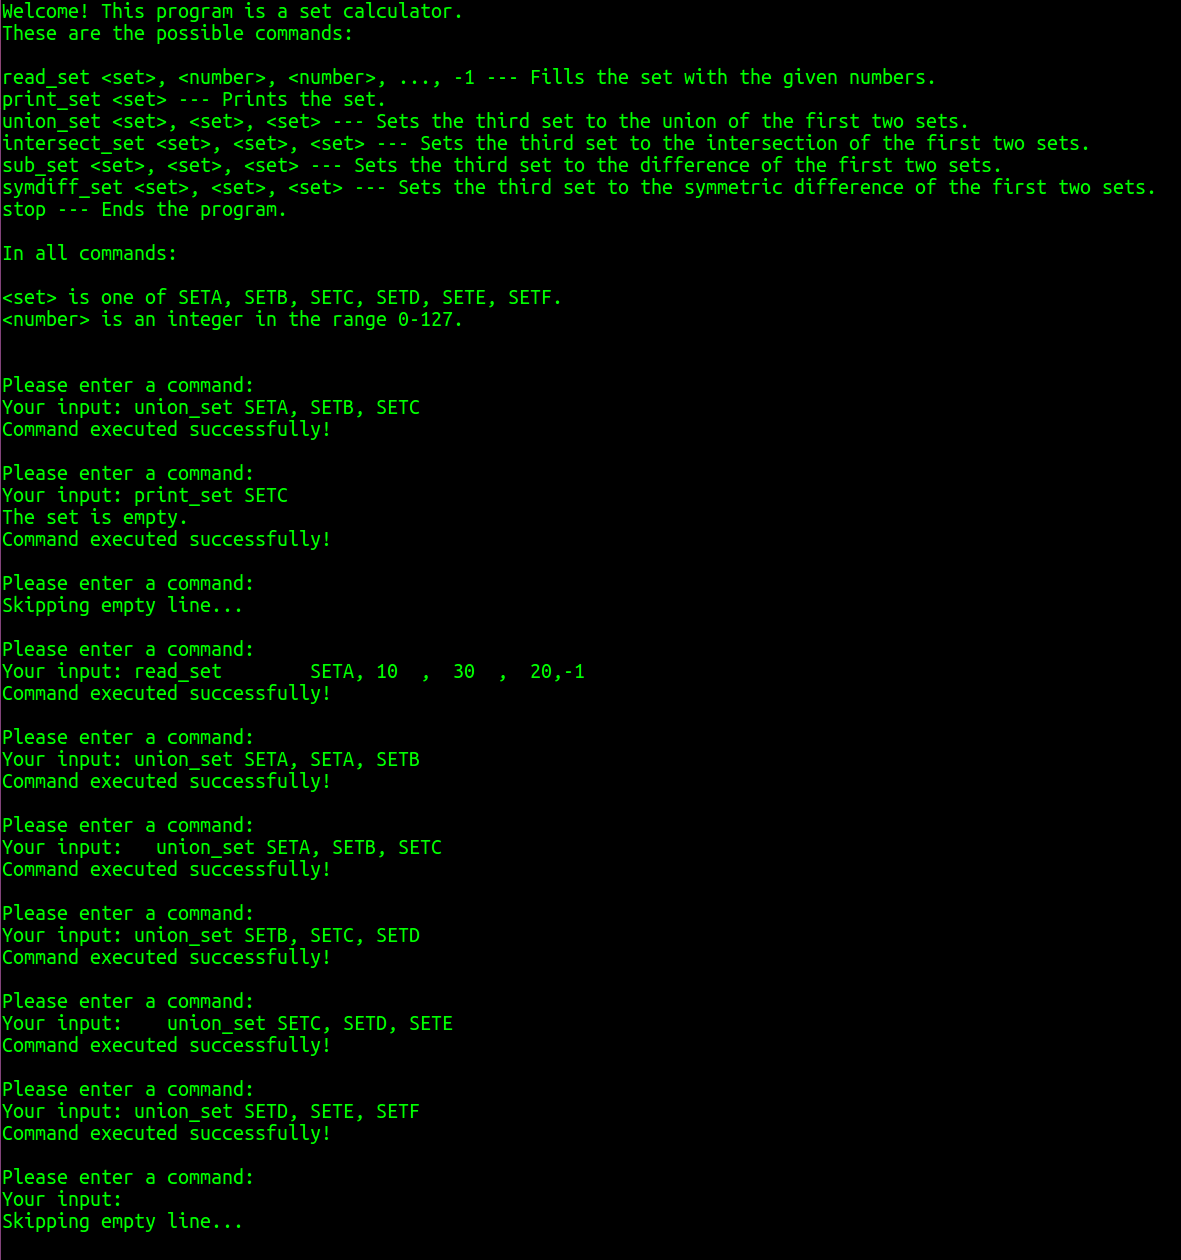 Welcome! This program is a set calculator.
These are the possible commands:

read_set <set>, <number>, <number>, ..., -1 --- Fills the set with the given numbers.
print_set <set> --- Prints the set.
union_set <set>, <set>, <set> --- Sets the third set to the union of the first two sets.
intersect_set <set>, <set>, <set> --- Sets the third set to the intersection of the first two sets.
sub_set <set>, <set>, <set> --- Sets the third set to the difference of the first two sets.
symdiff_set <set>, <set>, <set> --- Sets the third set to the symmetric difference of the first two sets.
stop --- Ends the program.

In all commands:

<set> is one of SETA, SETB, SETC, SETD, SETE, SETF.
<number> is an integer in the range 0-127.


Please enter a command:
Your input: union_set SETA, SETB, SETC
Command executed successfully!

Please enter a command:
Your input: print_set SETC
The set is empty.
Command executed successfully!

Please enter a command:
Skipping empty line...

Please enter a command:
Your input: read_set        SETA, 10  ,  30  ,  20,-1
Command executed successfully!

Please enter a command:
Your input: union_set SETA, SETA, SETB
Command executed successfully!

Please enter a command:
Your input:   union_set SETA, SETB, SETC
Command executed successfully!

Please enter a command:
Your input: union_set SETB, SETC, SETD
Command executed successfully!

Please enter a command:
Your input:    union_set SETC, SETD, SETE
Command executed successfully!

Please enter a command:
Your input: union_set SETD, SETE, SETF
Command executed successfully!

Please enter a command:
Your input:
Skipping empty line...